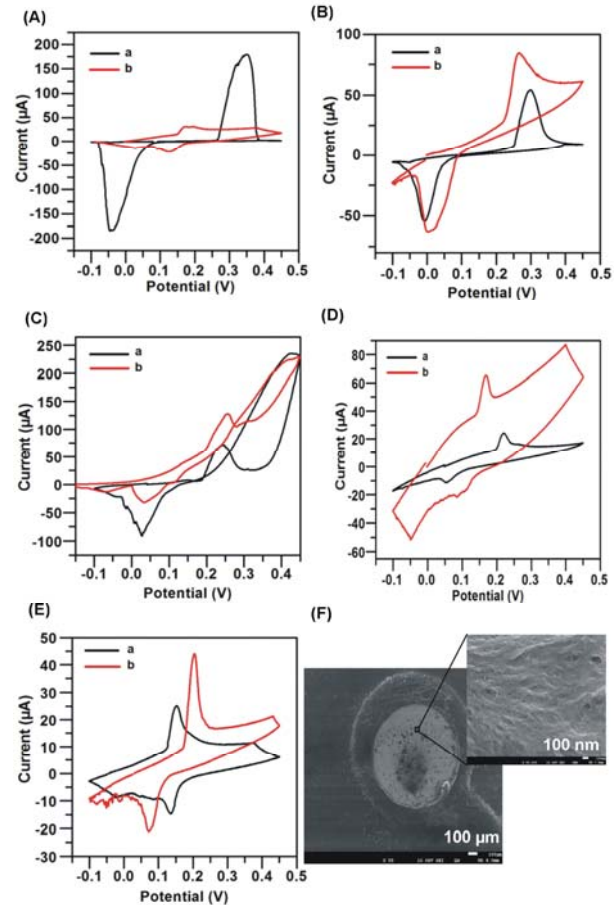 (A)
a
b
Current (µA)
200
150
100
50
0
-50
-100
-150
-200
-0.1 0.0 0.1 0.2 0.3 0.4 0.5
Potential (V)
(B)
a
b
Current (µA)
100
50
0
-50
-0.1 0.0 0.1 0.2 0.3 0.4 0.5
Potential (V)
(C)
a
b
Current (µA)
250
200
150
100
50
0
-50
-100
-0.1 0.0 0.1 0.2 0.3 0.4
Potential (V)
(D)
a
b
Current (µA)
80
60
40
20
0
-20
-40
-60
-0.1 0.0 0.1 0.2 0.3 0.4 0.5
Potential (V)
(E)
a
b
Current (µA)
50
40
30
20
10
0
10
-20
-30
-0.1 0.0 0.1 0.2 0.3 0.4 0.5
Potential (V)
(F)
100 nm
100 µm